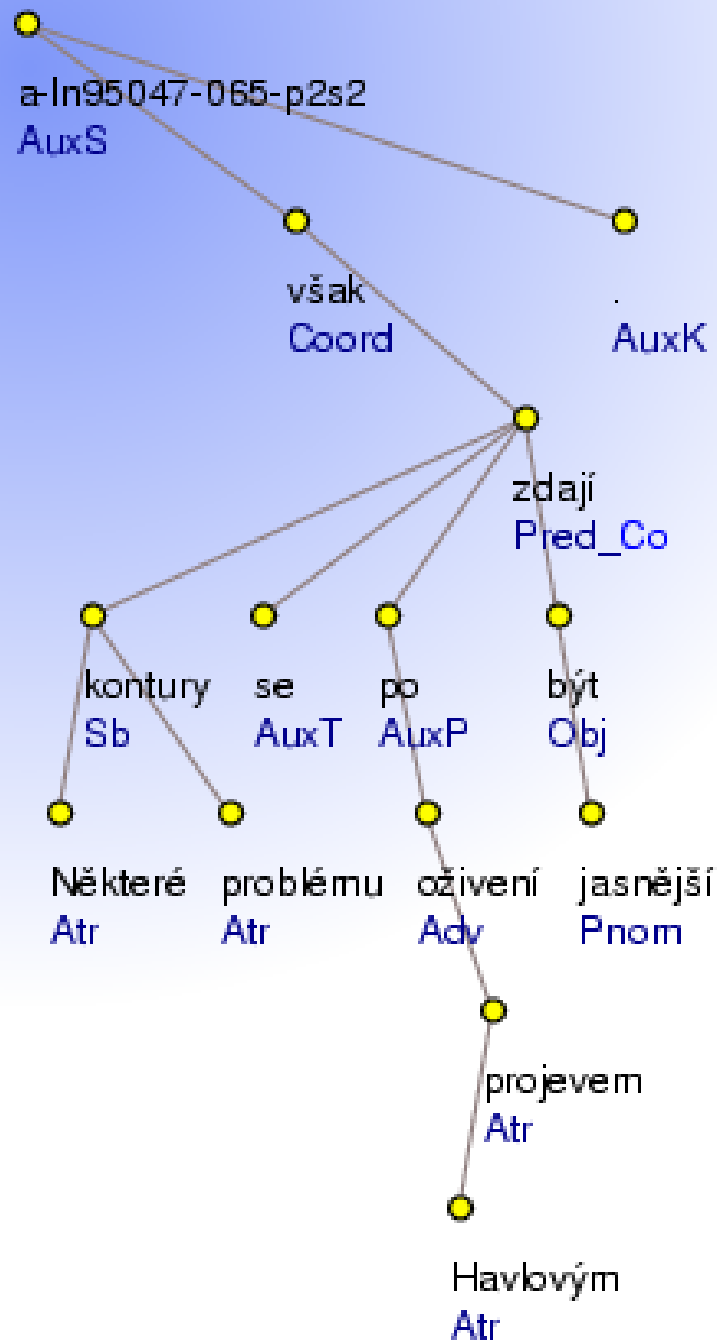 a-ln95047-065-p2s2
AuxS
však .
Coord AuxK
zdají
Pred_Co
kontury se po být
Sb AuxT AuxP Obj
Některé problému oživení jasnější
Atr Atr Adv Pnom
projevem
Atr
Havlovým
Atr